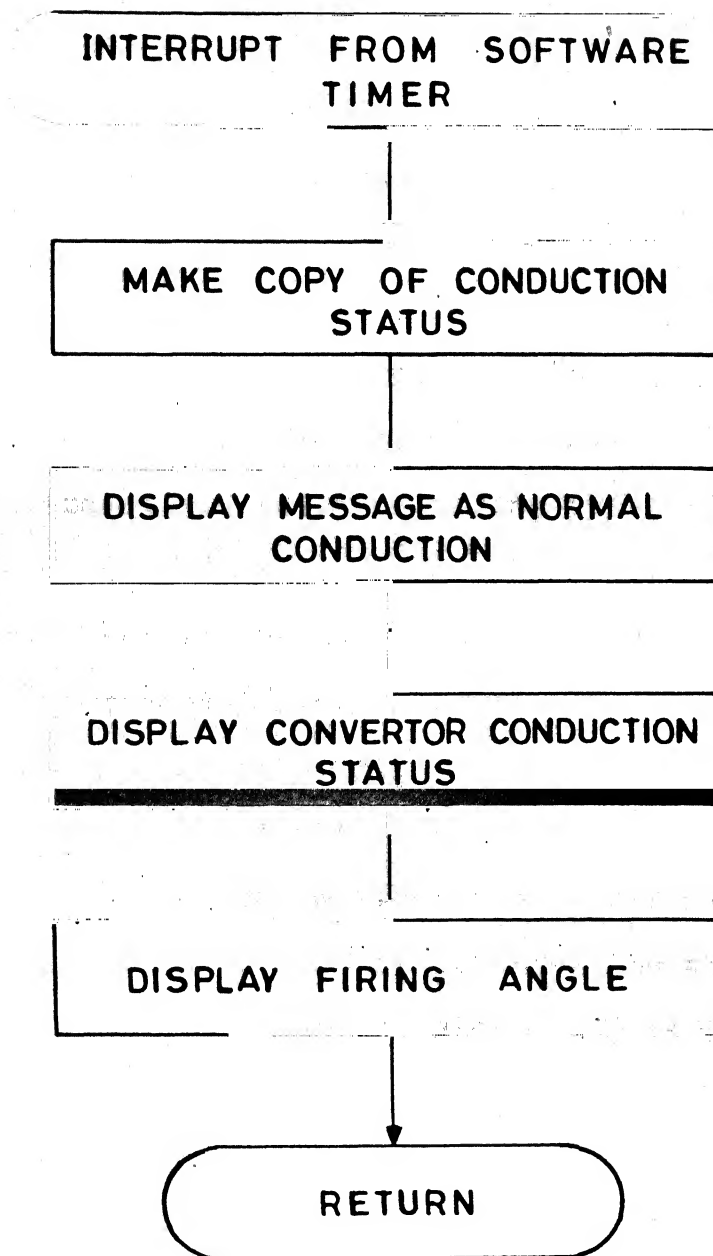 INTERRUPT FROM SOFTWARE
TIMER
MAKE COPY OF CONDUCTION
STATUS
DISPLAY MESSAGE AS NORMAL
CONDUCTION
DISPLAY CONVERTOR CONDUCTION
STATUS
DISPLAY FIRING ANGLE
RETURN